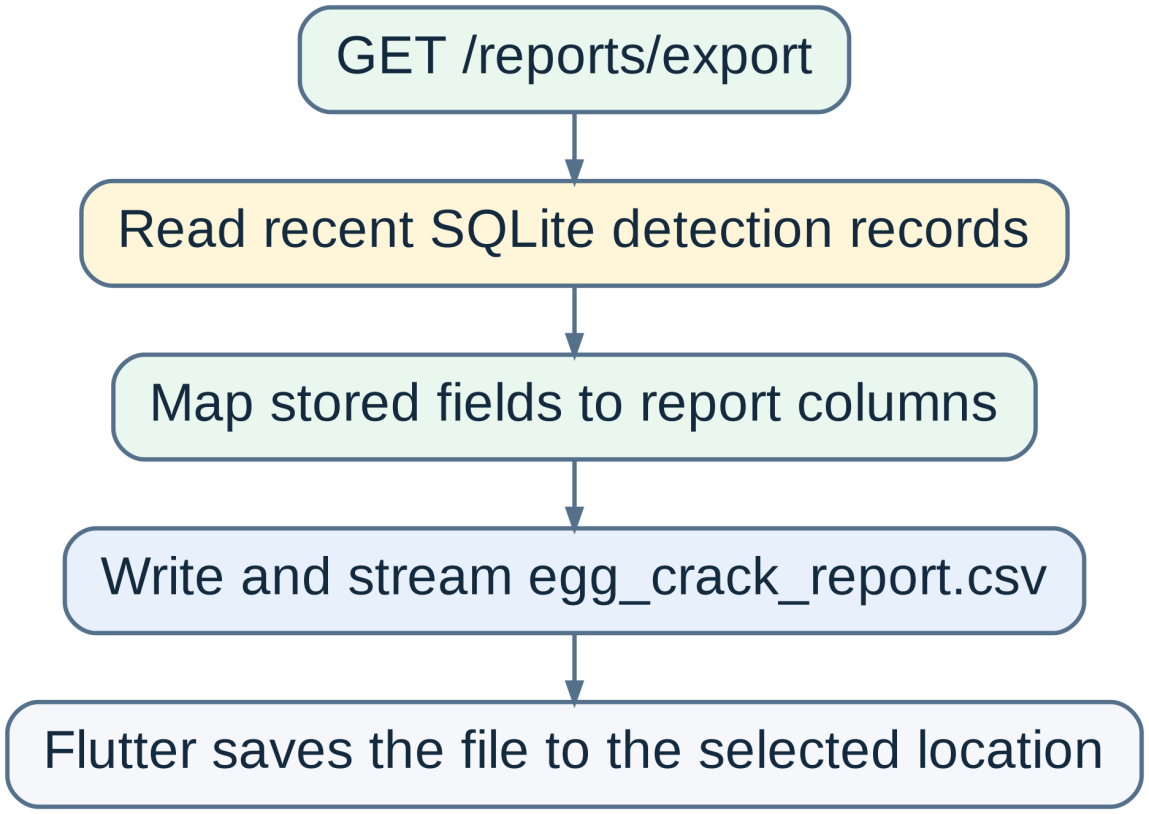 GET /reports/export
Read recent SQLite detection records
Map stored fields to report columns
Write and stream egg_crack_report.csv
Flutter saves the file to the selected location